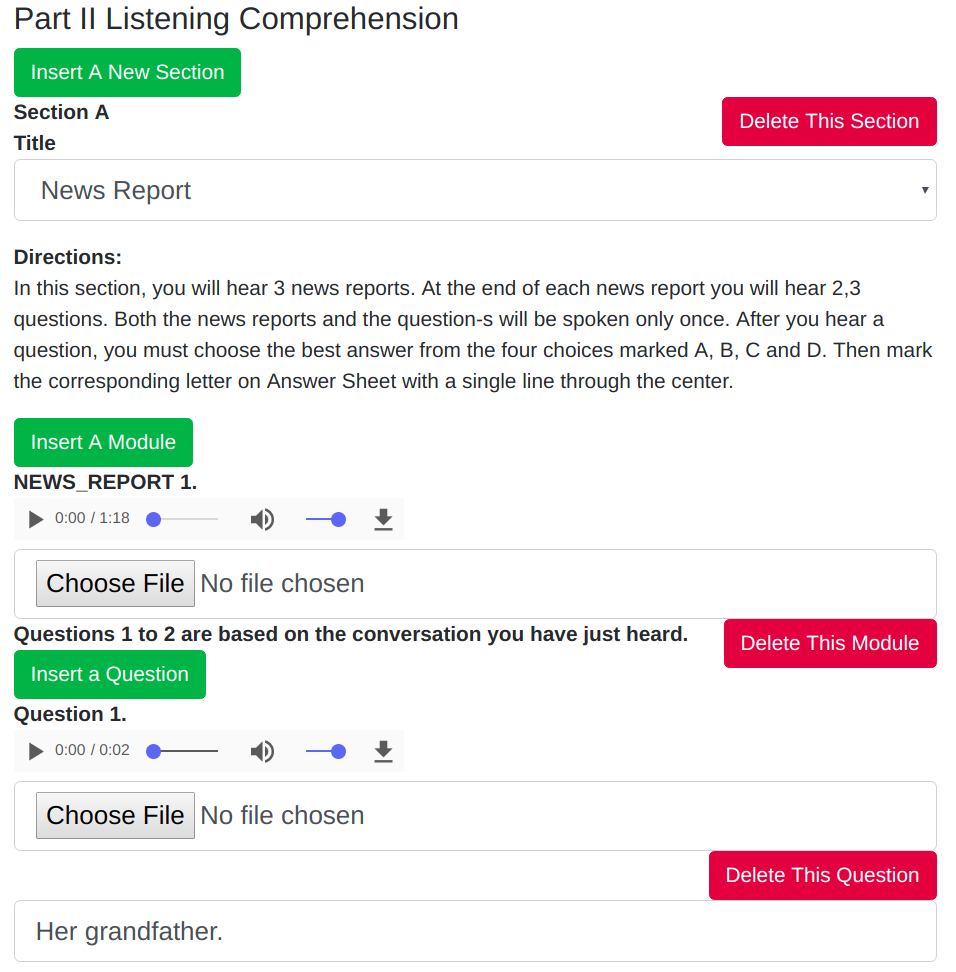 Part II Listening Comprehension
Insert A New Section
Section A
Delete This Section
Title
News Report
Directions:
In this section, you will hear 3 news reports. At the end of each news report you will hear 2,3
questions. Both the news reports and the question-s will be spoken only once. After you hear a
question, you must choose the best answer from the four choices marked A, B, C and D. Then mark
the corresponding letter on Answer Sheet with a single line through the center.
Insert A Module
NEWS_REPORT 1.
0:00 / 1:18
Choose File No file chosen
Questions 1 to 2 are based on the conversation you have just heard.
Delete This Module
Insert a Question
Question 1.
0:00 / 0:02
Choose File No file chosen
Delete This Question
Her grandfather.